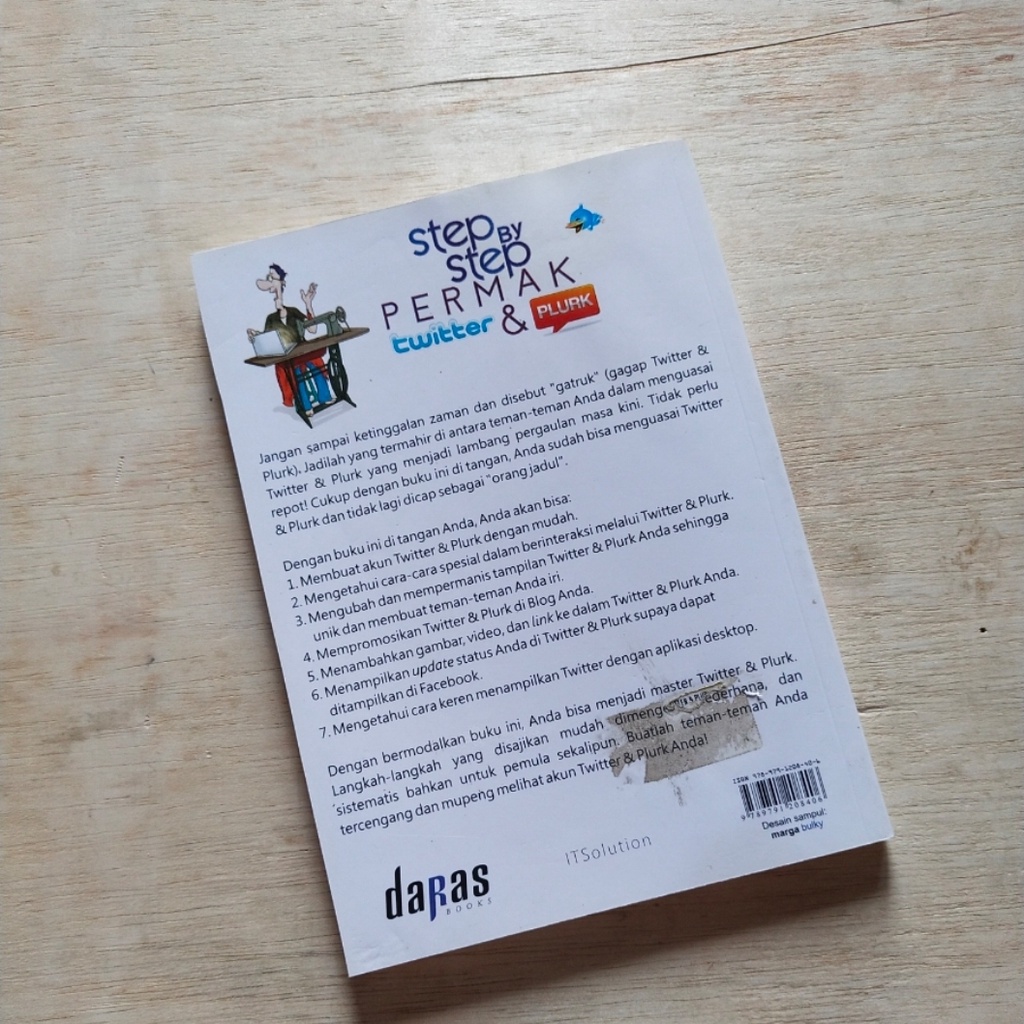 step BY
step
PERMAK
twitter & PLURK
Jangan sampai ketinggalan zaman dan disebut "gatruk" (gagap Twitter &
Plurk). Jadilah yang termahir di antara teman-teman Anda dalam menguasai
Twitter & Plurk yang menjadi lambang pergaulan masa kini. Tidak perlu
repot! Cukup dengan buku ini di tangan, Anda sudah bisa menguasai Twitter
& Plurk dan tidak lagi dicap sebagai "orang jadul".
Dengan buku ini di tangan Anda, Anda akan bisa:
1. Membuat akun Twitter & Plurk dengan mudah.
2. Mengetahui cara-cara spesial dalam berinteraksi melalui Twitter & Plurk.
3. Mengubah dan mempermanis tampilan Twitter & Plurk Anda sehingga
unik dan membuat teman-teman Anda iri.
4. Mempromosikan Twitter & Plurk di Blog Anda.
5. Menambahkan gambar, video, dan link ke dalam Twitter & Plurk Anda.
6. Menampilkan update status Anda di Twitter & Plurk supaya dapat
ditampilkan di Facebook.
7. Mengetahui cara keren menampilkan Twitter dengan aplikasi desktop.
Dengan bermodalkan buku ini, Anda bisa menjadi master Twitter & Plurk.
Langkah-langkah yang disajikan mudah dimengerti, sederhana, dan
sistematis bahkan untuk pemula sekalipun. Buatlah teman-teman Anda
tercengang dan mupeng melihat akun Twitter & Plurk Anda!
ISBN 978-979-1208-40-6
9 789791 208406
Desain sampul:
marga bulky
ITSolution
daRas
BOOKS